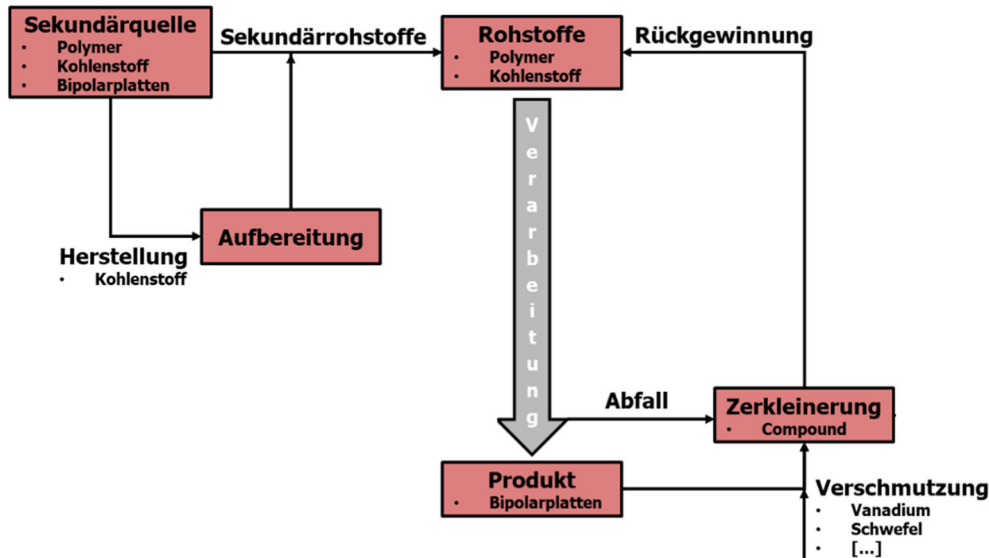 Sekundärquelle
• Polymer
• Kohlenstoff
• Bipolarplatten
Sekundärrohstoffe
Rohstoffe
• Polymer
• Kohlenstoff
Rückgewinnung
Verarbeitung
Aufbereitung
Herstellung
• Kohlenstoff
Abfall
Zerkleinerung
• Compound
Produkt
• Bipolarplatten
Verschmutzung
• Vanadium
• Schwefel
• [...]